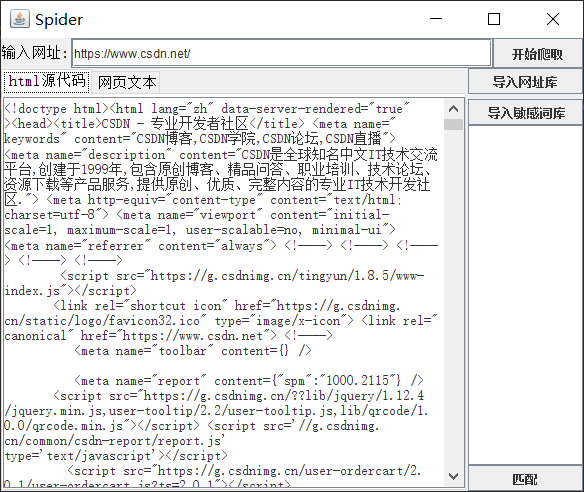 Spider
输入网址: https://www.csdn.net/ 开始爬取
html源代码 网页文本 导入网址库
导入敏感词库
<!doctype html><html lang="zh" data-server-rendered="true"
><head><title>CSDN - 专业开发者社区</title> <meta name="
keywords" content="CSDN博客,CSDN学院,CSDN论坛,CSDN直播">
<meta name="description" content="CSDN是全球知名中文IT技术交流
平台,创建于1999年,包含原创博客、精品问答、职业培训、技术论坛、
资源下载等产品服务,提供原创、优质、完整内容的专业IT技术开发社
区."> <meta http-equiv="content-type" content="text/html;
charset=utf-8"> <meta name="viewport" content="initial-
scale=1, maximum-scale=1, user-scalable=no, minimal-ui">
<meta name="referrer" content="always"> <!----> <!----> <!----
> <!----> <!---->
<script src="https://g.csdnimg.cn/tingyun/1.8.5/www-
index.js"></script>
<link rel="shortcut icon" href="https://g.csdnimg.
cn/static/logo/favicon32.ico" type="image/x-icon"> <link rel="
canonical" href="https://www.csdn.net"> <!---->
<meta name="toolbar" content={} />
<meta name="report" content={"spm":"1000.2115"} />
<script src="https://g.csdnimg.cn/??lib/jquery/1.12.4
/jquery.min.js,user-tooltip/2.2/user-tooltip.js,lib/qrcode/1.
0.0/qrcode.min.js"></script> <script src='//g.csdnimg.
cn/common/csdn-report/report.js'
type='text/javascript'></script>
<script src="https://g.csdnimg.cn/user-ordercart/2.
0.1/user-ordercart.js?ts=2.0.1"></script>
匹配